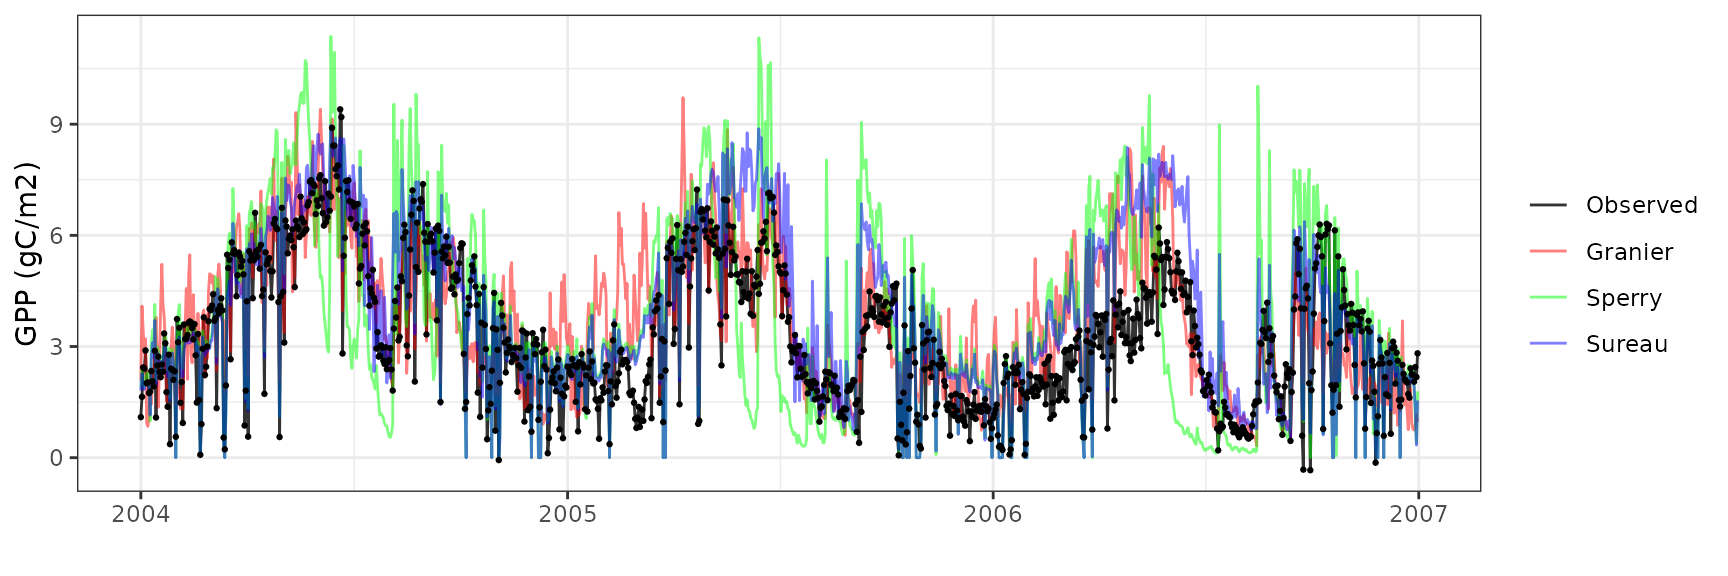 GPP (gC/m2)
9
6
3
0
2004
2005
2006
2007
Observed
Granier
Sperry
Sureau